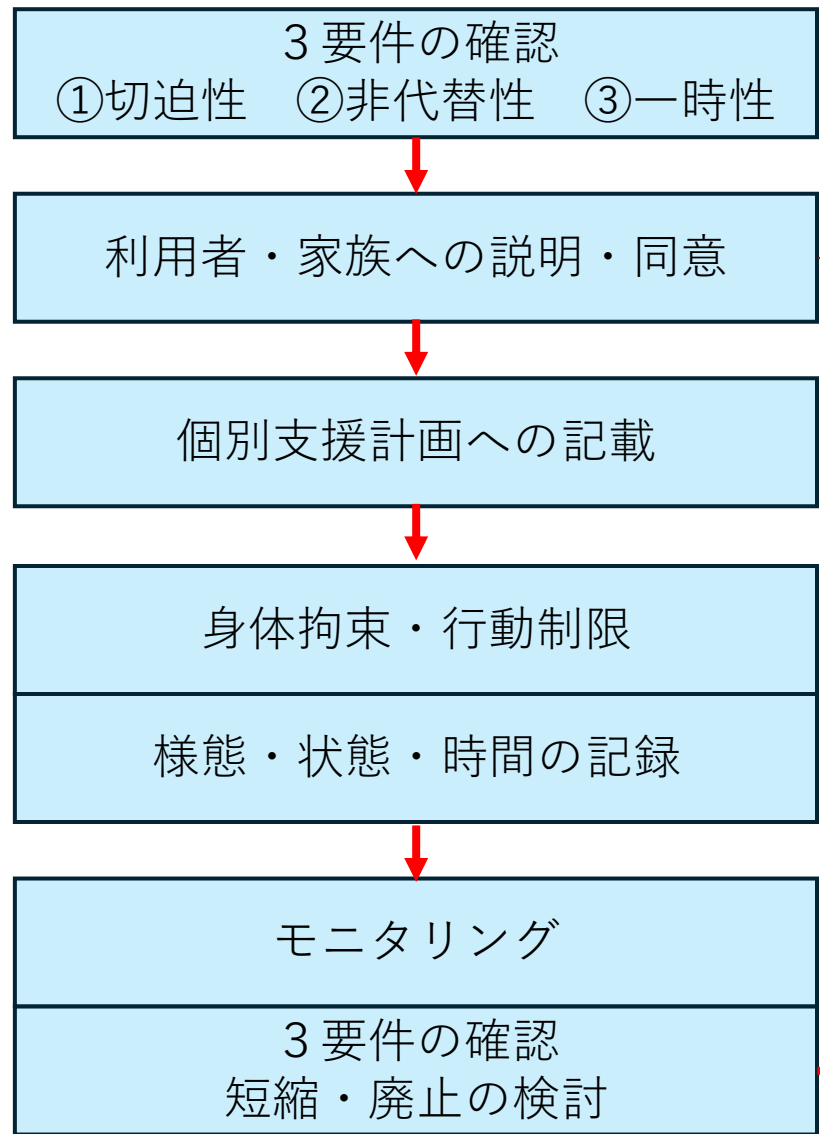 ３要件の確認
①切迫性　②非代替性　③一時性
利用者・家族への説明・同意
個別支援計画への記載
身体拘束・行動制限
様態・状態・時間の記録
モニタリング
３要件の確認
短縮・廃止の検討